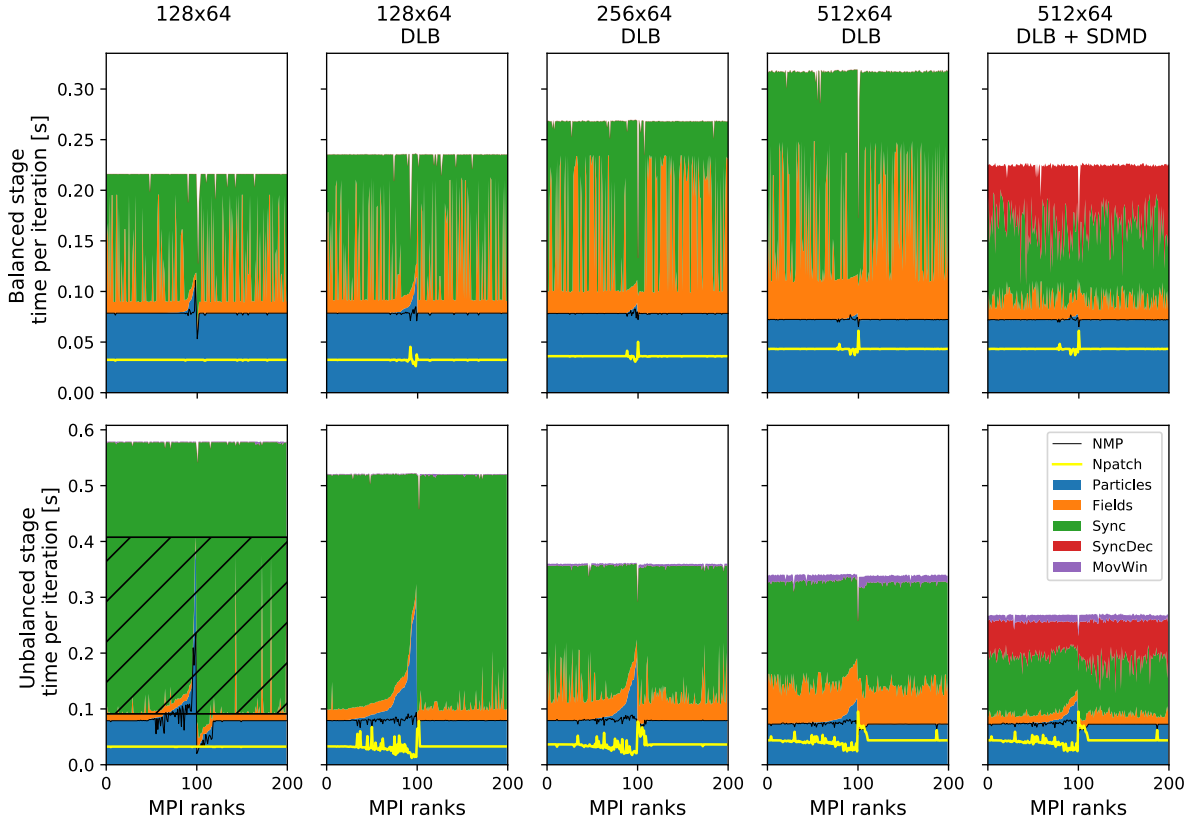 128x64
128x64
DLB
256x64
DLB
512x64
DLB
512x64
DLB + SDMD
Balanced stage
time per iteration [s]
0.30
0.25
0.20
0.15
0.10
0.05
0.00
Unbalanced stage
time per iteration [s]
0.6
0.5
0.4
0.3
0.2
0.1
0.0
NMP
Npatch
Particles
Fields
Sync
SyncDec
MovWin
0 100 200
0 100 200
0 100 200
0 100 200
0 100 200
MPI ranks
MPI ranks
MPI ranks
MPI ranks
MPI ranks